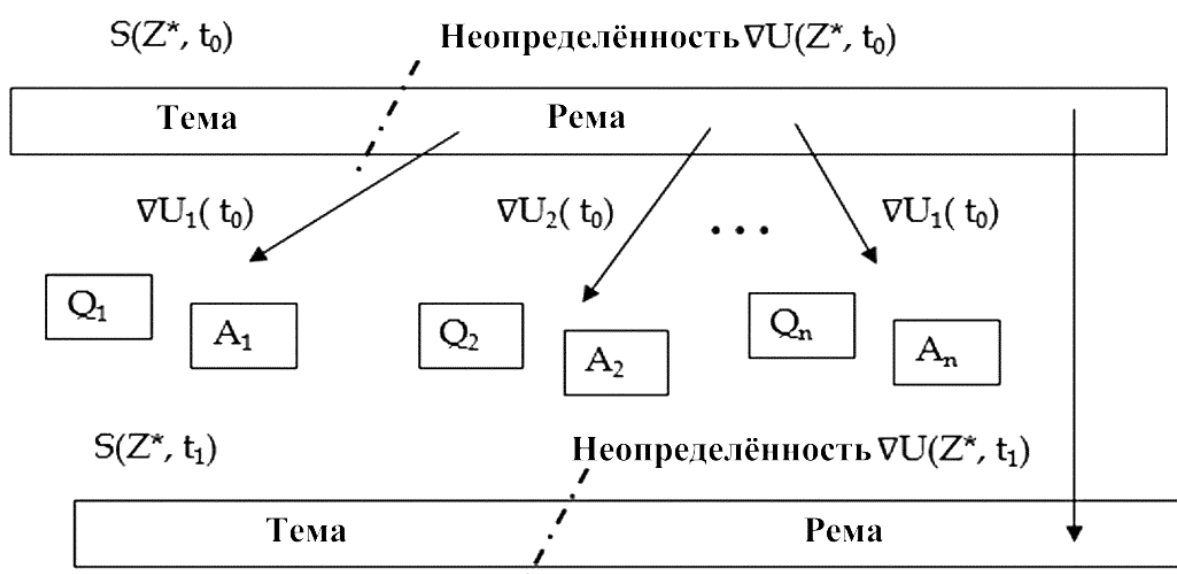 S(Z*, t₀) Неопределённость ∇U(Z*, t₀)
Тема Рема
∇U₁( t₀) ∇U₂( t₀) ∇U₁( t₀)
• • •
Q₁ A₁ Q₂ A₂ Qₙ Aₙ
S(Z*, t₁) Неопределённость ∇U(Z*, t₁)
Тема Рема